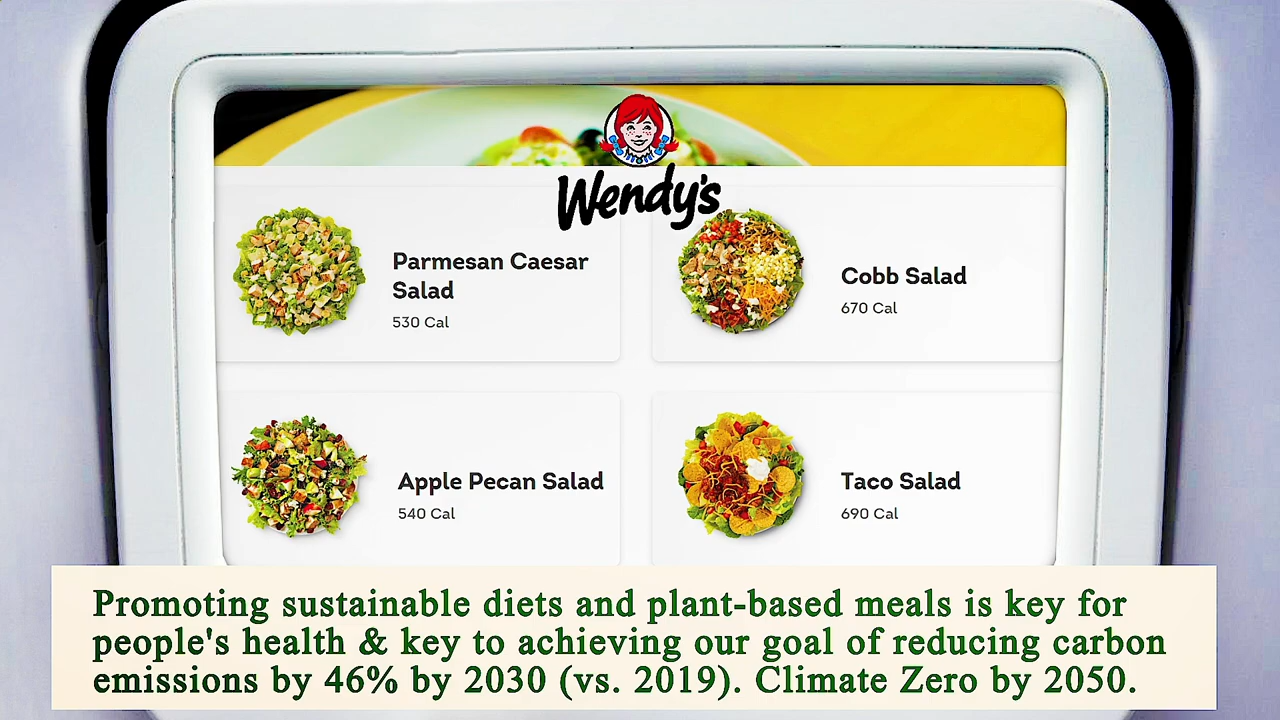 Wendy's
Parmesan Caesar
Salad
530 Cal
Cobb Salad
670 Cal
Apple Pecan Salad
540 Cal
Taco Salad
690 Cal
Promoting sustainable diets and plant-based meals is key for
people's health & key to achieving our goal of reducing carbon
emissions by 46% by 2030 (vs. 2019). Climate Zero by 2050.